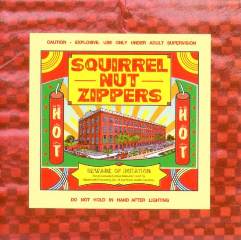 CAUTION - EXPLOSIVE: USE ONLY UNDER ADULT SUPERVISION
SQUIRREL
NUT
ZIPPERS
HOT
HOT
BEWARE OF IMITATION
DO NOT HOLD IN HAND AFTER LIGHTING